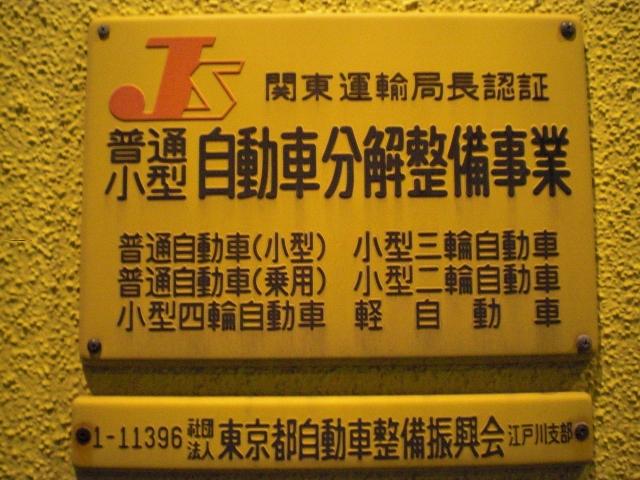 JS 関東運輸局長認証
普通
小型 自動車分解整備事業
普通自動車(小型) 小型三輪自動車
普通自動車(乗用) 小型二輪自動車
小型四輪自動車 軽自動車
1-11396 社団法人 東京都自動車整備振興会 江戸川支部